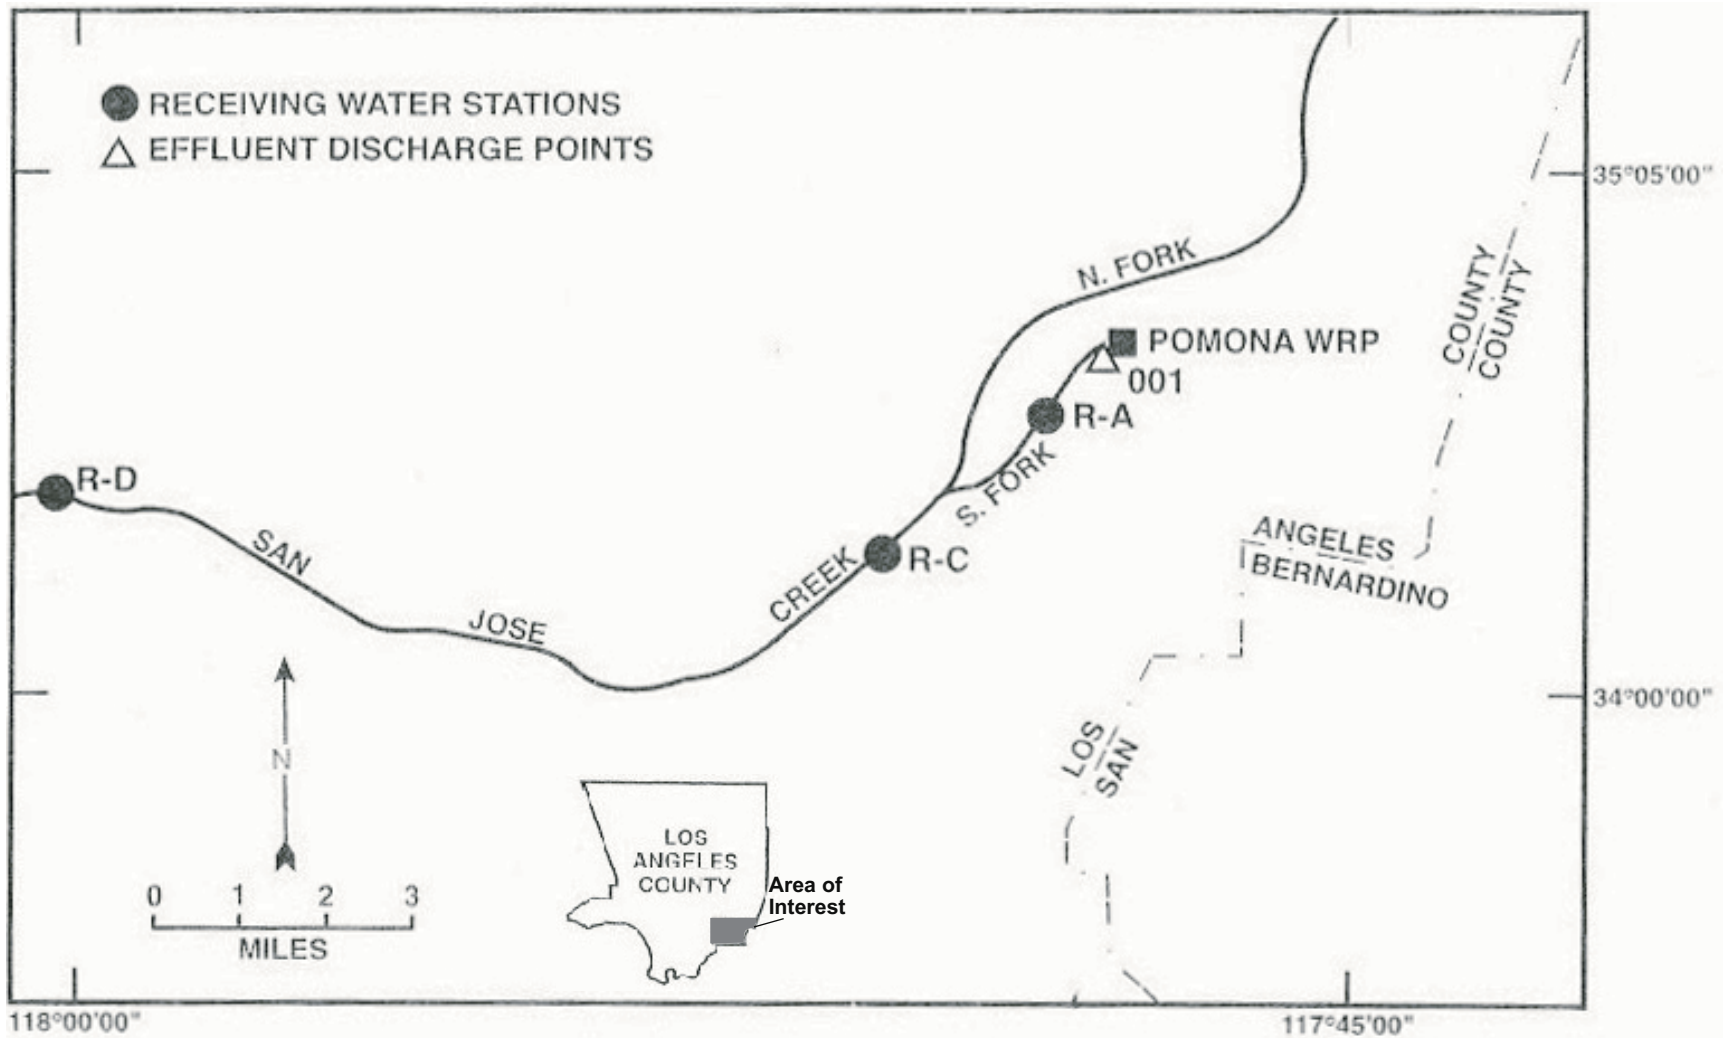 RECEIVING WATER STATIONS
EFFLUENT DISCHARGE POINTS
35°05'00"
N. FORK
COUNTY
COUNTY
POMONA WRP
001
R-A
S. FORK
R-D
R-C
SAN
JOSE
CREEK
ANGELES
BERNARDINO
34°00'00"
LOS
SAN
N
LOS
ANGELES
COUNTY
Area of
Interest
0 1 2 3
MILES
118°00'00"
117°45'00"